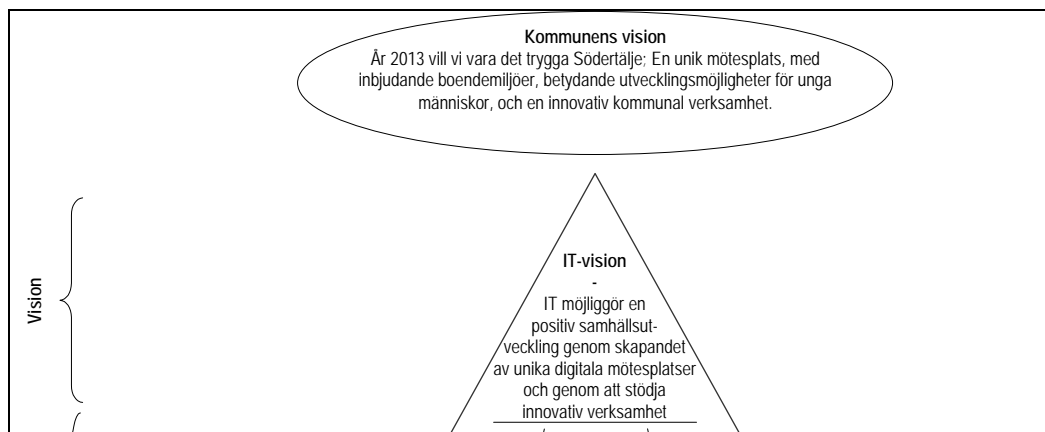 Kommunens vision
År 2013 vill vi vara det trygga Södertälje; En unik mötesplats, med
inbjudande boendemiljöer, betydande utvecklingsmöjligheter för unga
människor, och en innovativ kommunal verksamhet.
Vision
IT-vision
-
IT möjliggör en
positiv samhällsut-
veckling genom skapandet
av unika digitala mötesplatser
och genom att stödja
innovativ verksamhet